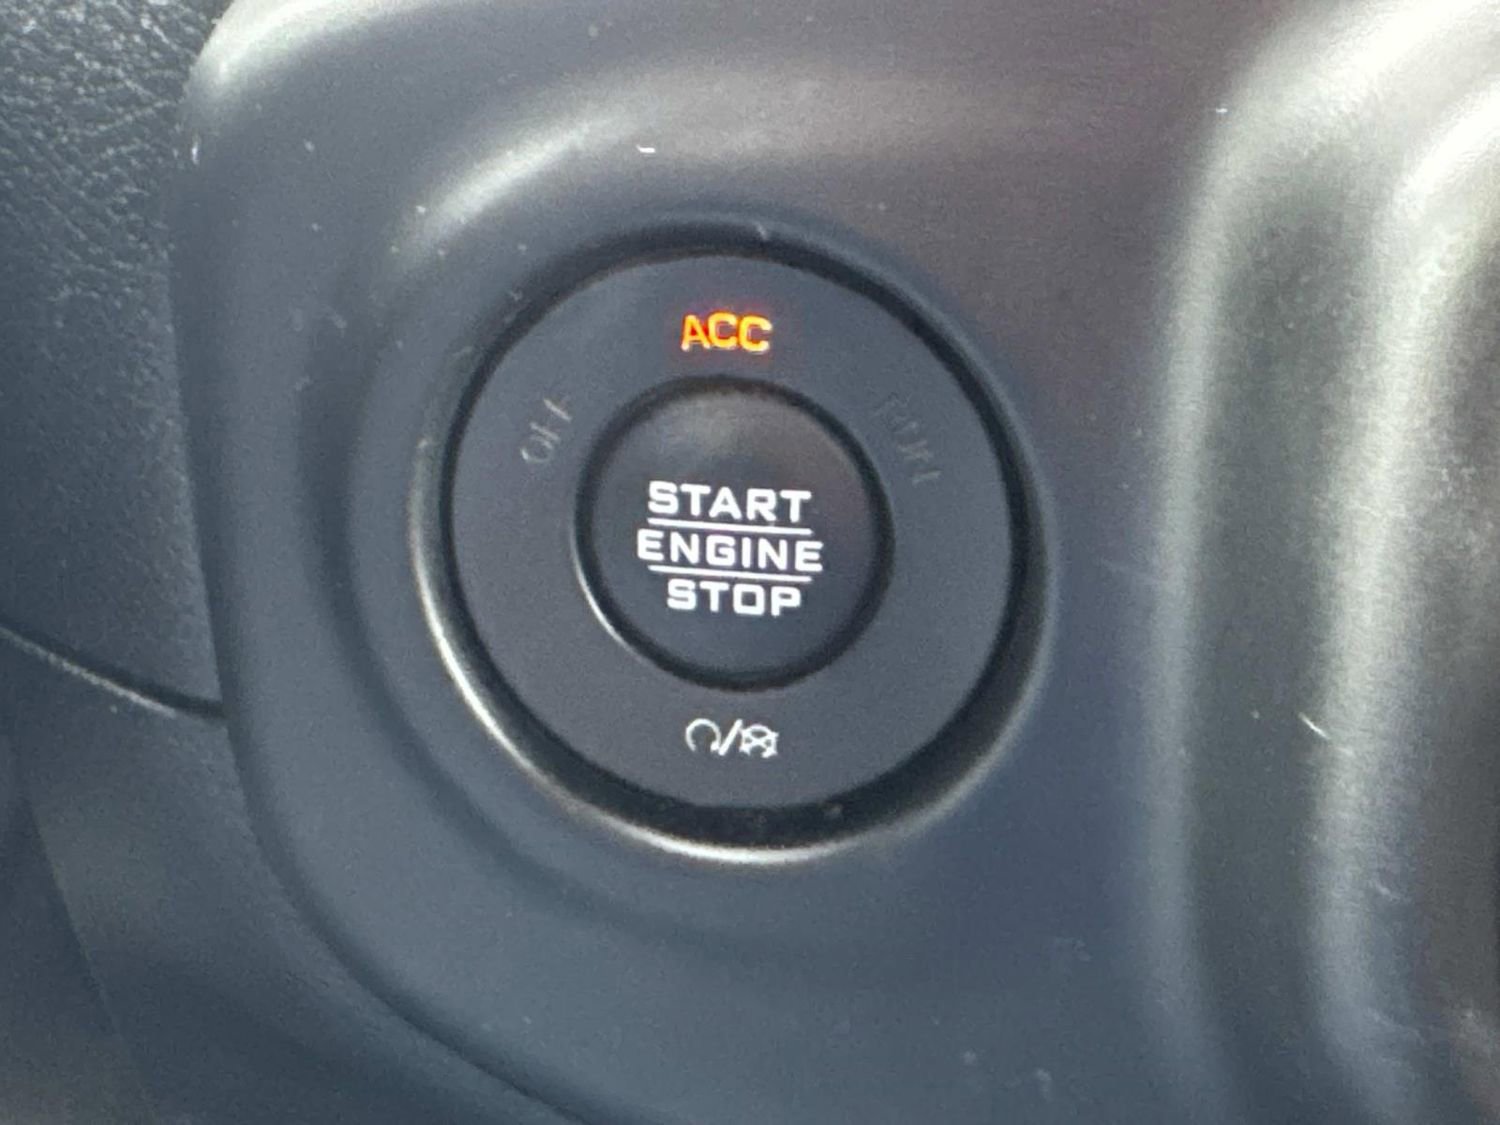 ACC
OFF
RUN
START
ENGINE
STOP